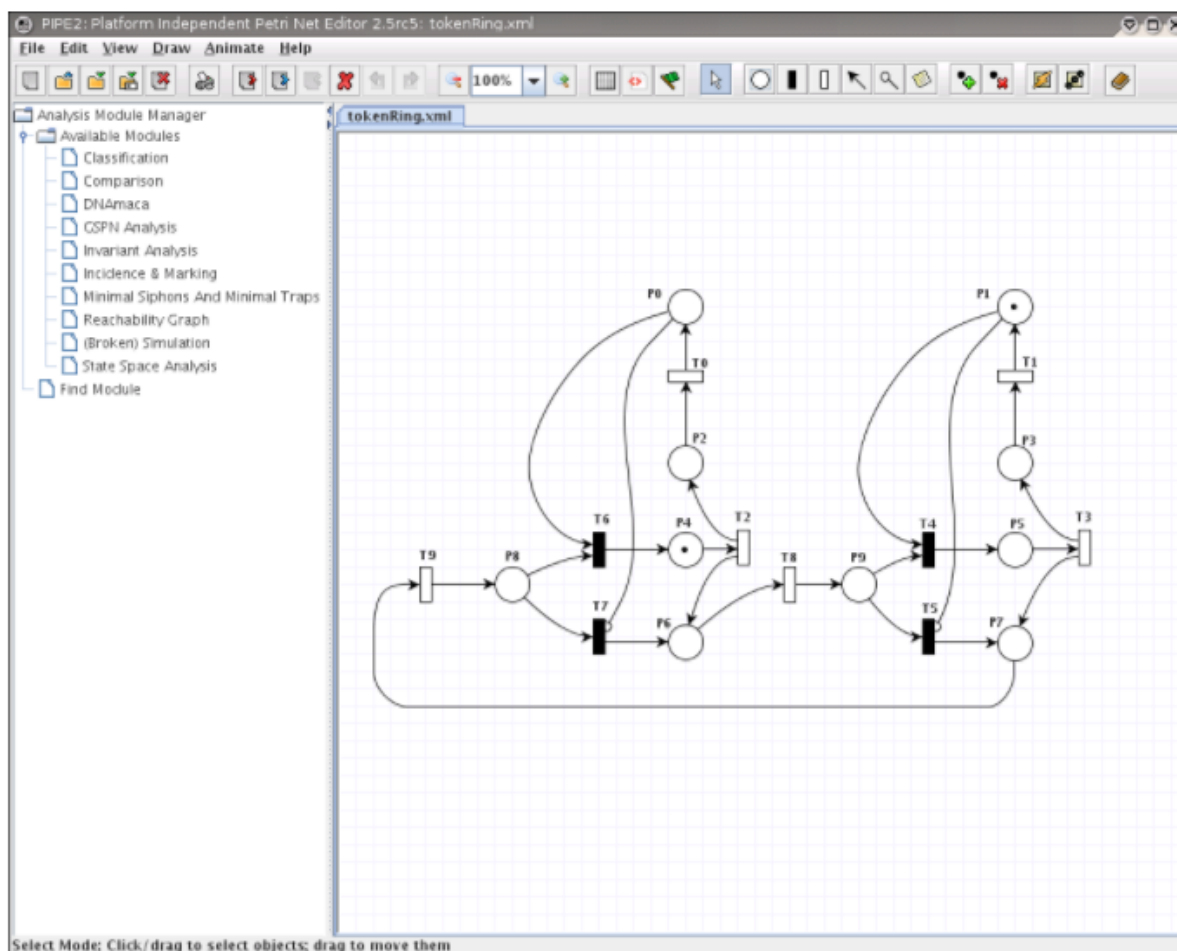 PIPE2: Platform Independent Petri Net Editor 2.5rc5: tokenRing.xml
File Edit View Draw Animate Help
100%
Analysis Module Manager
Available Modules
Classification
Comparison
DNAmaca
GSPN Analysis
Invariant Analysis
Incidence & Marking
Minimal Siphons And Minimal Traps
Reachability Graph
(Broken) Simulation
State Space Analysis
Find Module
tokenRing.xml
P0 P1
T0 T1
P2 P3
T6 P4 T2 T4 P5 T3
T9 P8 T8 P9
T7 P6 T5 P7
Select Mode: Click/drag to select objects; drag to move them